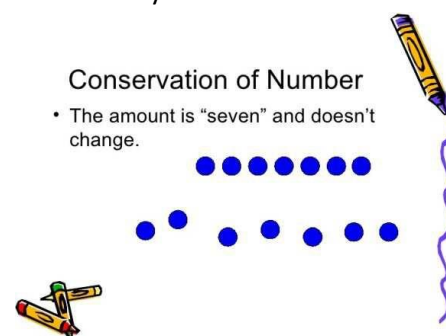 Conservation of Number
• The amount is “seven” and doesn’t
change.